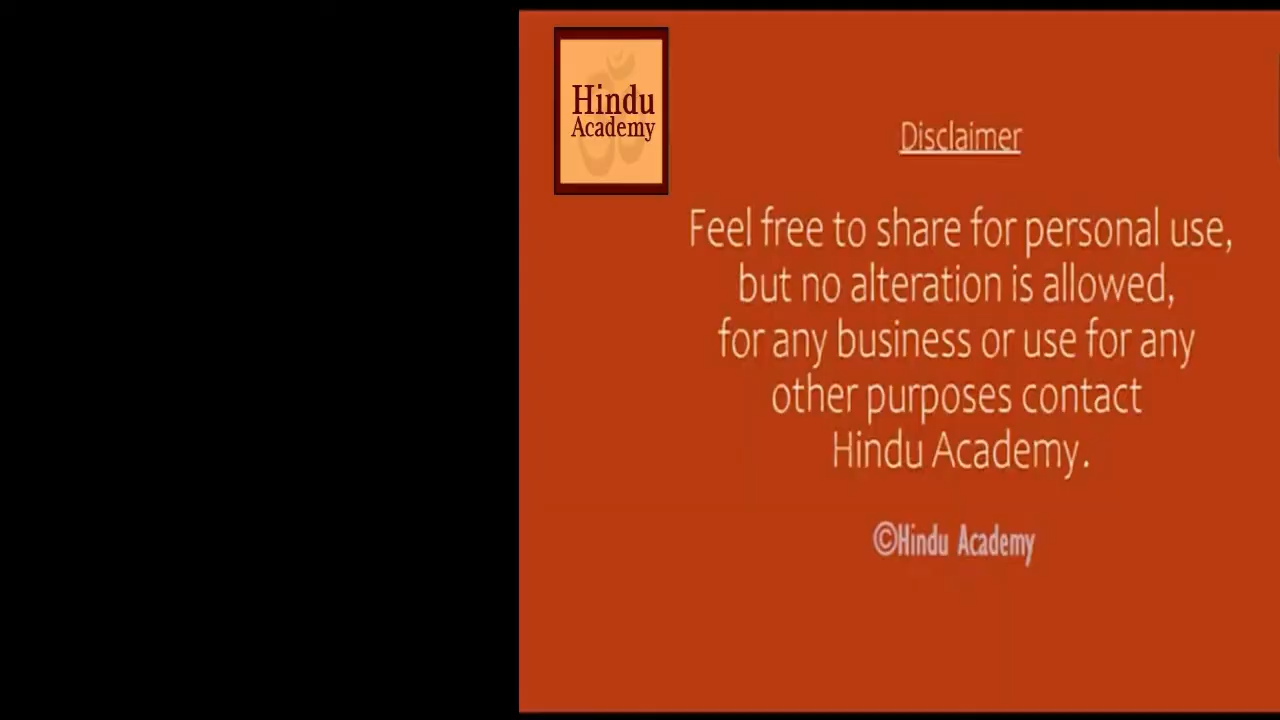 Hindu
Academy
Disclaimer
Feel free to share for personal use,
but no alteration is allowed,
for any business or use for any
other purposes contact
Hindu Academy.
©Hindu Academy